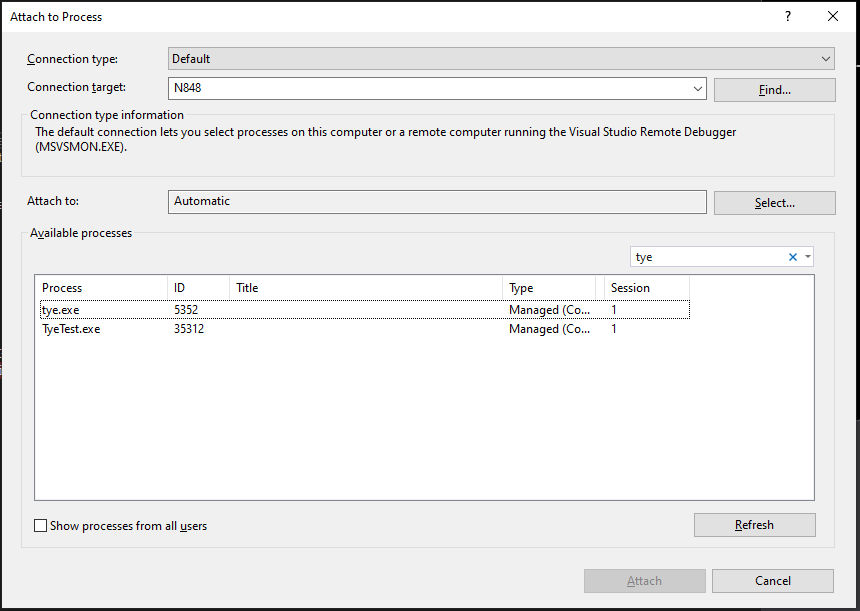 Attach to Process
?
Connection type:
Default
Connection target:
N848
Find...
Connection type information
The default connection lets you select processes on this computer or a remote computer running the Visual Studio Remote Debugger
(MSVSMON.EXE).
Attach to:
Automatic
Select...
Available processes
tye
Process ID Title Type Session
tye.exe 5352 Managed (Co... 1
TyeTest.exe 35312 Managed (Co... 1
Show processes from all users
Refresh
Attach
Cancel